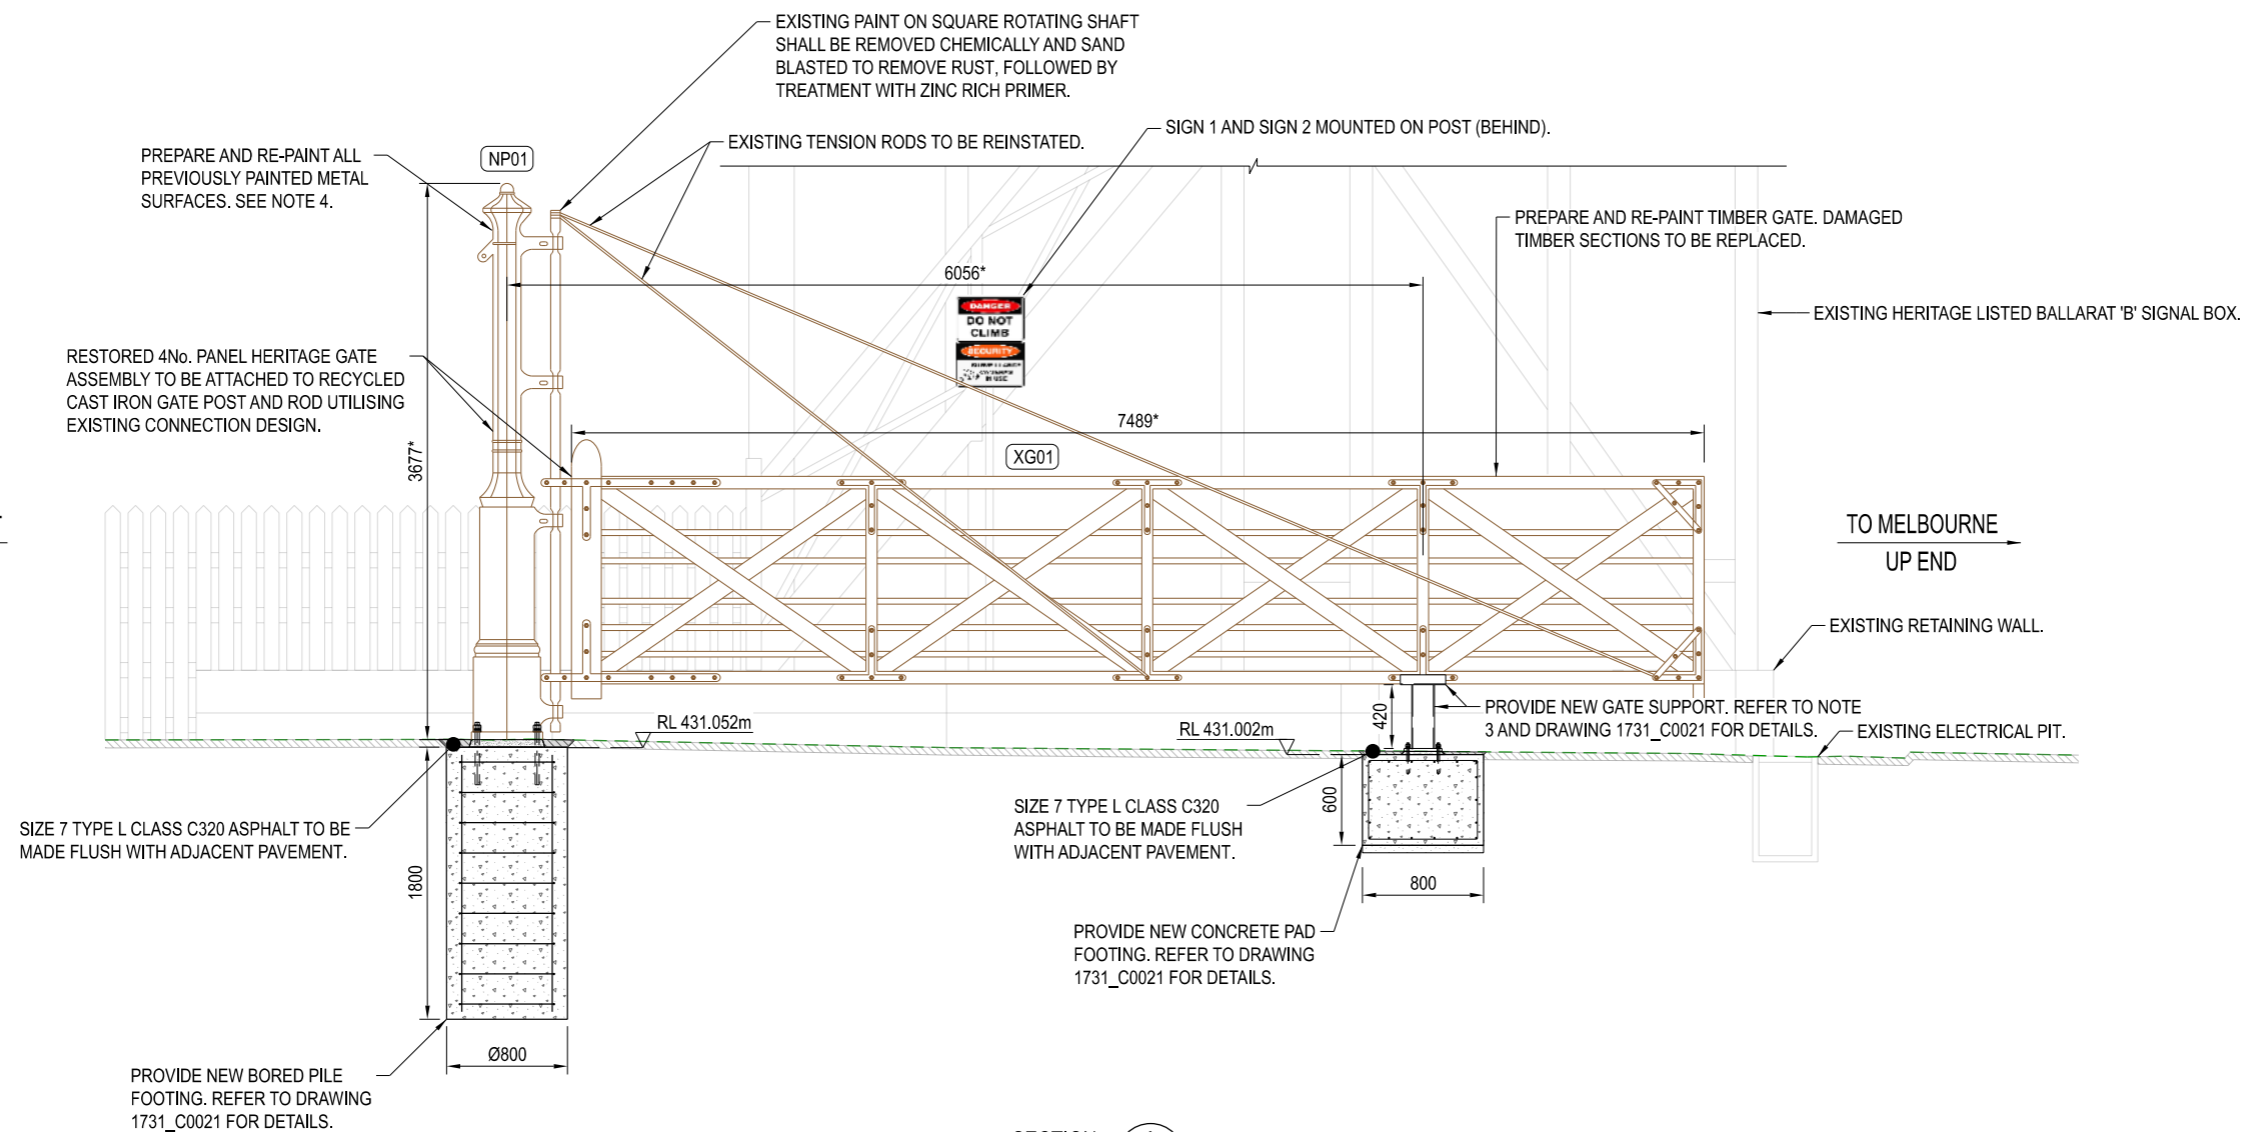 EXISTING PAINT ON SQUARE ROTATING SHAFT
SHALL BE REMOVED CHEMICALLY AND SAND
BLASTED TO REMOVE RUST, FOLLOWED BY
TREATMENT WITH ZINC RICH PRIMER.
EXISTING TENSION RODS TO BE REINSTATED.
SIGN 1 AND SIGN 2 MOUNTED ON POST (BEHIND).
PREPARE AND RE-PAINT ALL
PREVIOUSLY PAINTED METAL
SURFACES. SEE NOTE 4.
NP01
PREPARE AND RE-PAINT TIMBER GATE. DAMAGED
TIMBER SECTIONS TO BE REPLACED.
6056*
DANGER
DO NOT
CLIMB
SECURITY
IN USE
EXISTING HERITAGE LISTED BALLARAT 'B' SIGNAL BOX.
RESTORED 4No. PANEL HERITAGE GATE
ASSEMBLY TO BE ATTACHED TO RECYCLED
CAST IRON GATE POST AND ROD UTILISING
EXISTING CONNECTION DESIGN.
3677*
7489*
XG01
TO MELBOURNE
UP END
EXISTING RETAINING WALL.
RL 431.052m
RL 431.002m
420
PROVIDE NEW GATE SUPPORT. REFER TO NOTE
3 AND DRAWING 1731_C0021 FOR DETAILS.
EXISTING ELECTRICAL PIT.
SIZE 7 TYPE L CLASS C320 ASPHALT TO BE
MADE FLUSH WITH ADJACENT PAVEMENT.
1800
SIZE 7 TYPE L CLASS C320
ASPHALT TO BE MADE FLUSH
WITH ADJACENT PAVEMENT.
600
800
PROVIDE NEW CONCRETE PAD
FOOTING. REFER TO DRAWING
1731_C0021 FOR DETAILS.
Ø800
PROVIDE NEW BORED PILE
FOOTING. REFER TO DRAWING
1731_C0021 FOR DETAILS.